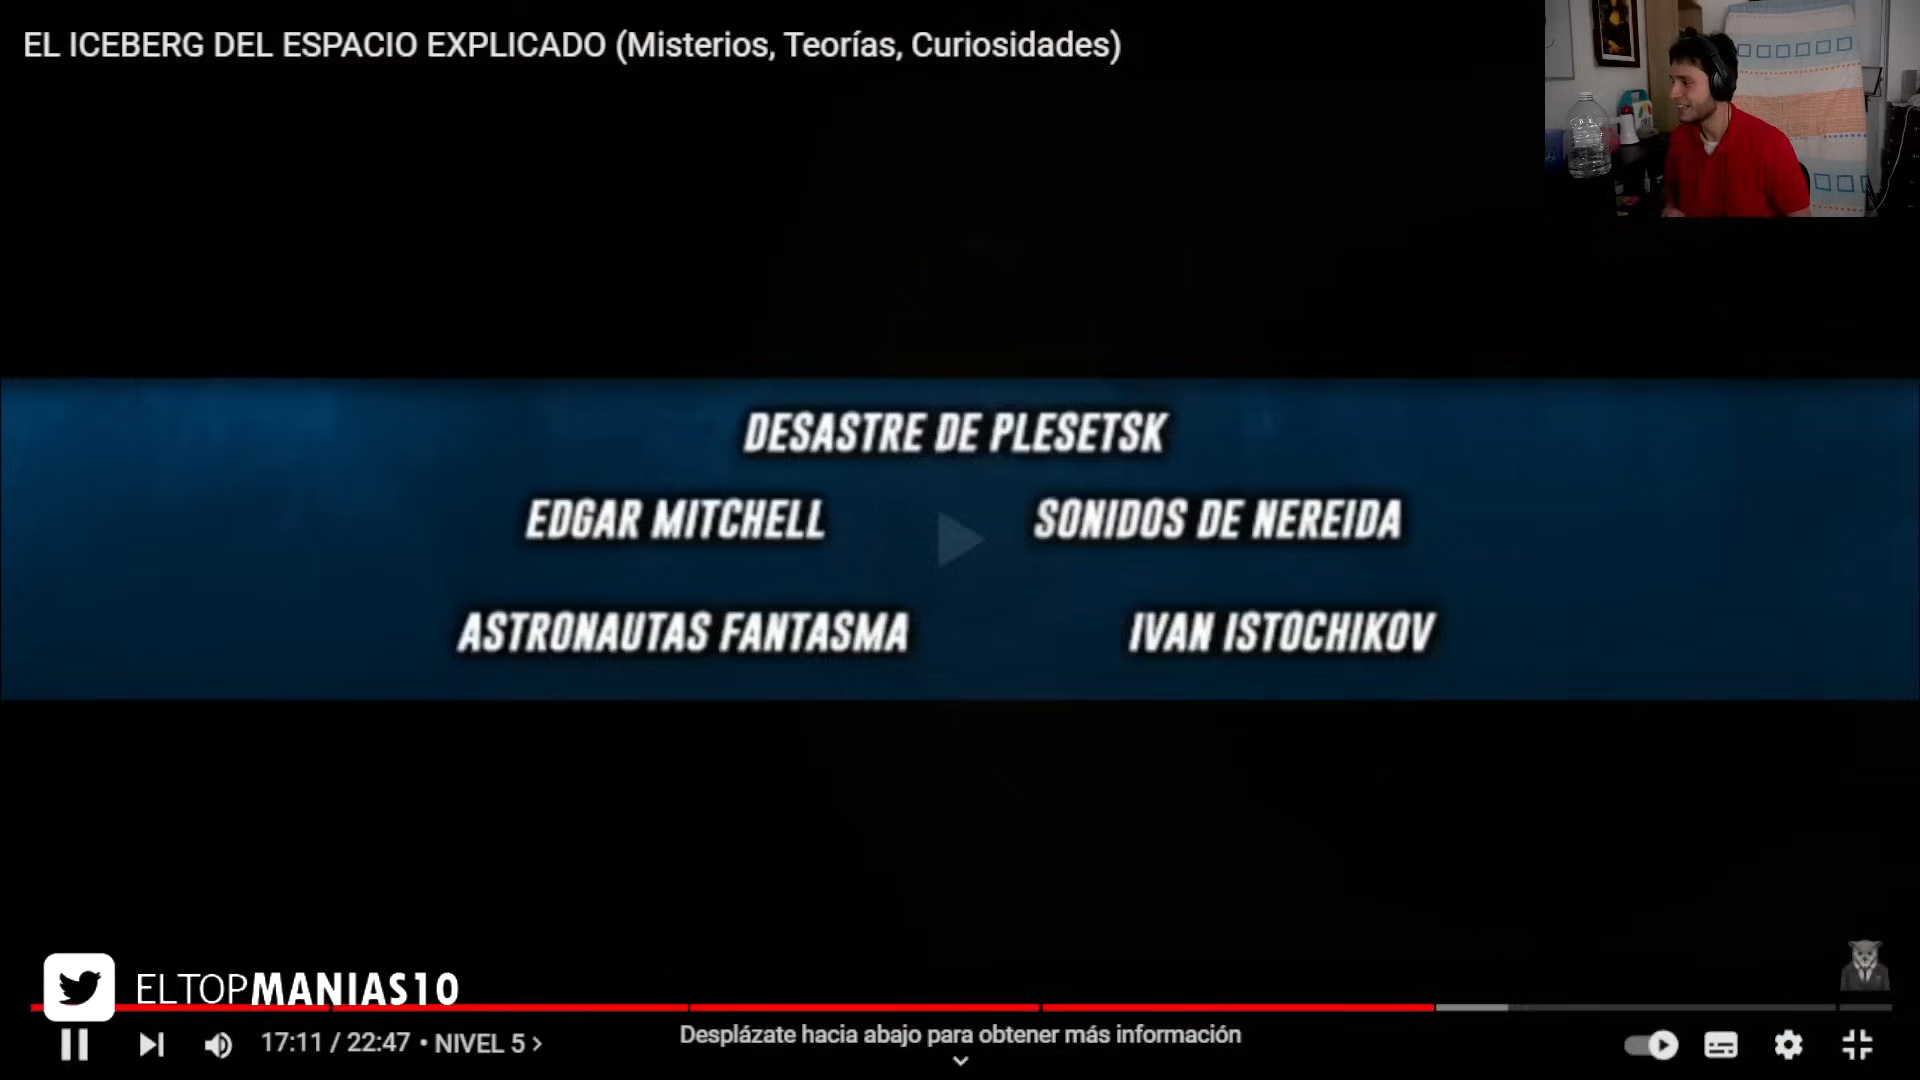 EL ICEBERG DEL ESPACIO EXPLICADO (Misterios, Teorías, Curiosidades)
DESASTRE DE PLESETSK
EDGAR MITCHELL
SONIDOS DE NEREIDA
ASTRONAUTAS FANTASMA
IVAN ISTOCHIKOV
ELTOPMANIAS10
17:11 / 22:47 • NIVEL 5 >
Desplázate hacia abajo para obtener más información